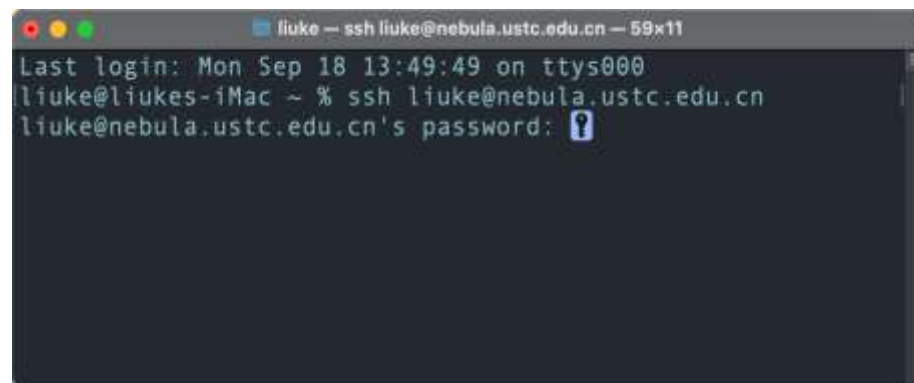 liuke — ssh liuke@nebula.ustc.edu.cn — 59×11
Last login: Mon Sep 18 13:49:49 on ttys000
liuke@liukes-iMac ~ % ssh liuke@nebula.ustc.edu.cn
liuke@nebula.ustc.edu.cn's password: